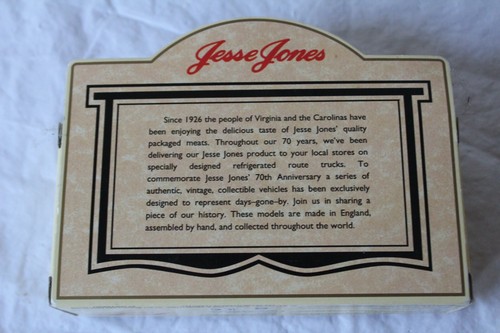 Jesse Jones
Since 1926 the people of Virginia and the Carolinas have
been enjoying the delicious taste of Jesse Jones' quality
packaged meats. Throughout our 70 years, we've been
delivering our Jesse Jones product to your local stores on
specially designed refrigerated route trucks. To
commemorate Jesse Jones' 70th Anniversary a series of
authentic, vintage, collectible vehicles has been exclusively
designed to represent days-gone-by. Join us in sharing a
piece of our history. These models are made in England,
assembled by hand, and collected throughout the world.